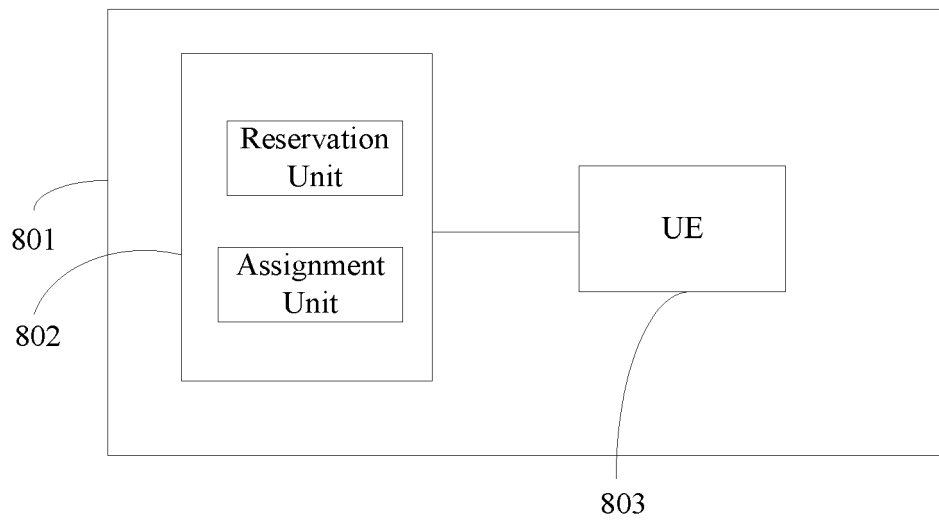 Reservation
Unit
UE
801
Assignment
Unit
802
803